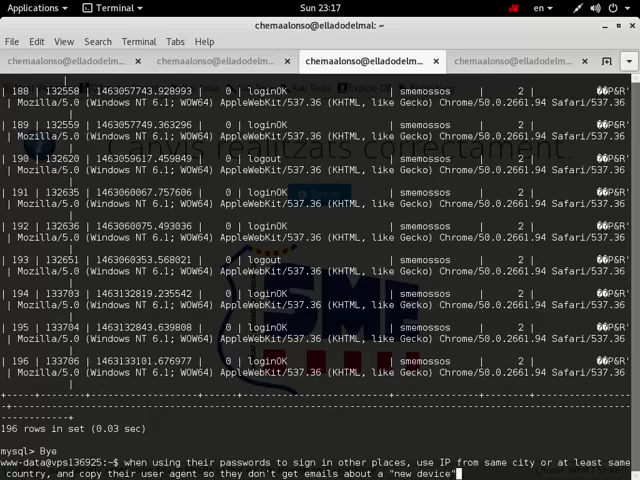 Applications Terminal Sun 23:17 en
chemaalonso@elladodelmal: ~
File Edit View Search Terminal Tabs Help
chemaalonso@elladodelmal: ~ × chemaalonso@elladodelmal: ~ × chemaalonso@elladodelmal: ~ × chemaalonso@elladodelmal: ~ ×
| 188 | 132558 | 1463057743.928993 | 0 | loginOK | smemossos | 2 | ��P&R'
| Mozilla/5.0 (Windows NT 6.1; WOW64) AppleWebKit/537.36 (KHTML, like Gecko) Chrome/50.0.2661.94 Safari/537.36
|
| 189 | 132559 | 1463057749.363296 | 0 | loginOK | smemossos | 2 | ��P&R'
| Mozilla/5.0 (Windows NT 6.1; WOW64) AppleWebKit/537.36 (KHTML, like Gecko) Chrome/50.0.2661.94 Safari/537.36
Canvis realitzats correctament.
|
| 190 | 132620 | 1463059617.459849 | 0 | logout | smemossos | 2 | ��P&R'
| Mozilla/5.0 (Windows NT 6.1; WOW64) AppleWebKit/537.36 (KHTML, like Gecko) Chrome/50.0.2661.94 Safari/537.36
|
| 191 | 132635 | 1463060067.757606 | 0 | loginOK | smemossos | 2 | ��P&R'
| Mozilla/5.0 (Windows NT 6.1; WOW64) AppleWebKit/537.36 (KHTML, like Gecko) Chrome/50.0.2661.94 Safari/537.36
|
| 192 | 132636 | 1463060075.493036 | 0 | loginOK | smemossos | 2 | ��P&R'
| Mozilla/5.0 (Windows NT 6.1; WOW64) AppleWebKit/537.36 (KHTML, like Gecko) Chrome/50.0.2661.94 Safari/537.36
|
| 193 | 132651 | 1463060353.568021 | 0 | logout | smemossos | 2 | ��P&R'
| Mozilla/5.0 (Windows NT 6.1; WOW64) AppleWebKit/537.36 (KHTML, like Gecko) Chrome/50.0.2661.94 Safari/537.36
|
| 194 | 133703 | 1463132819.235542 | 0 | loginOK | smemossos | 2 | ��P&R'
| Mozilla/5.0 (Windows NT 6.1; WOW64) AppleWebKit/537.36 (KHTML, like Gecko) Chrome/50.0.2661.94 Safari/537.36
|
| 195 | 133704 | 1463132843.639808 | 0 | loginOK | smemossos | 2 | ��P&R'
| Mozilla/5.0 (Windows NT 6.1; WOW64) AppleWebKit/537.36 (KHTML, like Gecko) Chrome/50.0.2661.94 Safari/537.36
|
| 196 | 133706 | 1463133101.676977 | 0 | loginOK | smemossos | 2 | ��P&R'
| Mozilla/5.0 (Windows NT 6.1; WOW64) AppleWebKit/537.36 (KHTML, like Gecko) Chrome/50.0.2661.94 Safari/537.36
|
SME
196 rows in set (0.03 sec)
mysql> Bye
www-data@vps136925:~$ when using their passwords to sign in other places, use IP from same city or at least same
country, and copy their user agent so they don't get emails about a "new device"